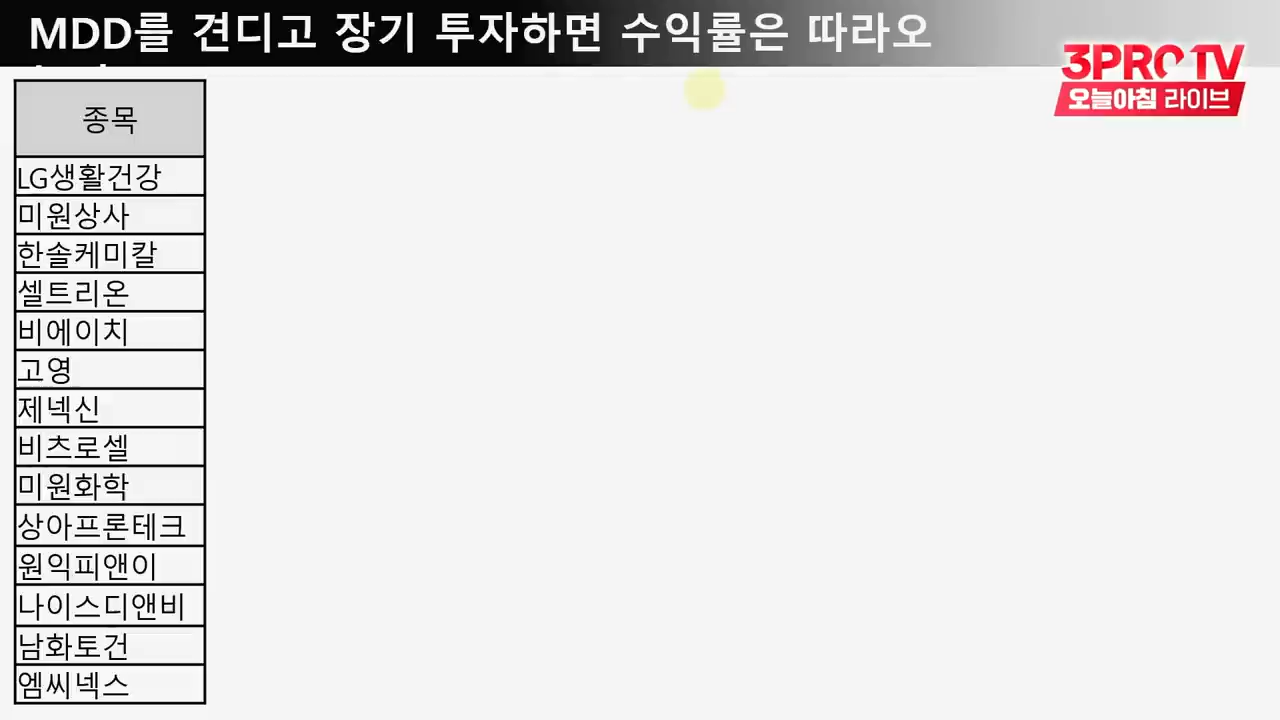 MDD를 견디고 장기 투자하면 수익률은 따라오
3PRO TV
오늘아침 라이브
종목
LG생활건강
미원상사
한솔케미칼
셀트리온
비에이치
고영
제넥신
비츠로셀
미원화학
상아프론테크
원익피앤이
나이스디앤비
남화토건
엠씨넥스